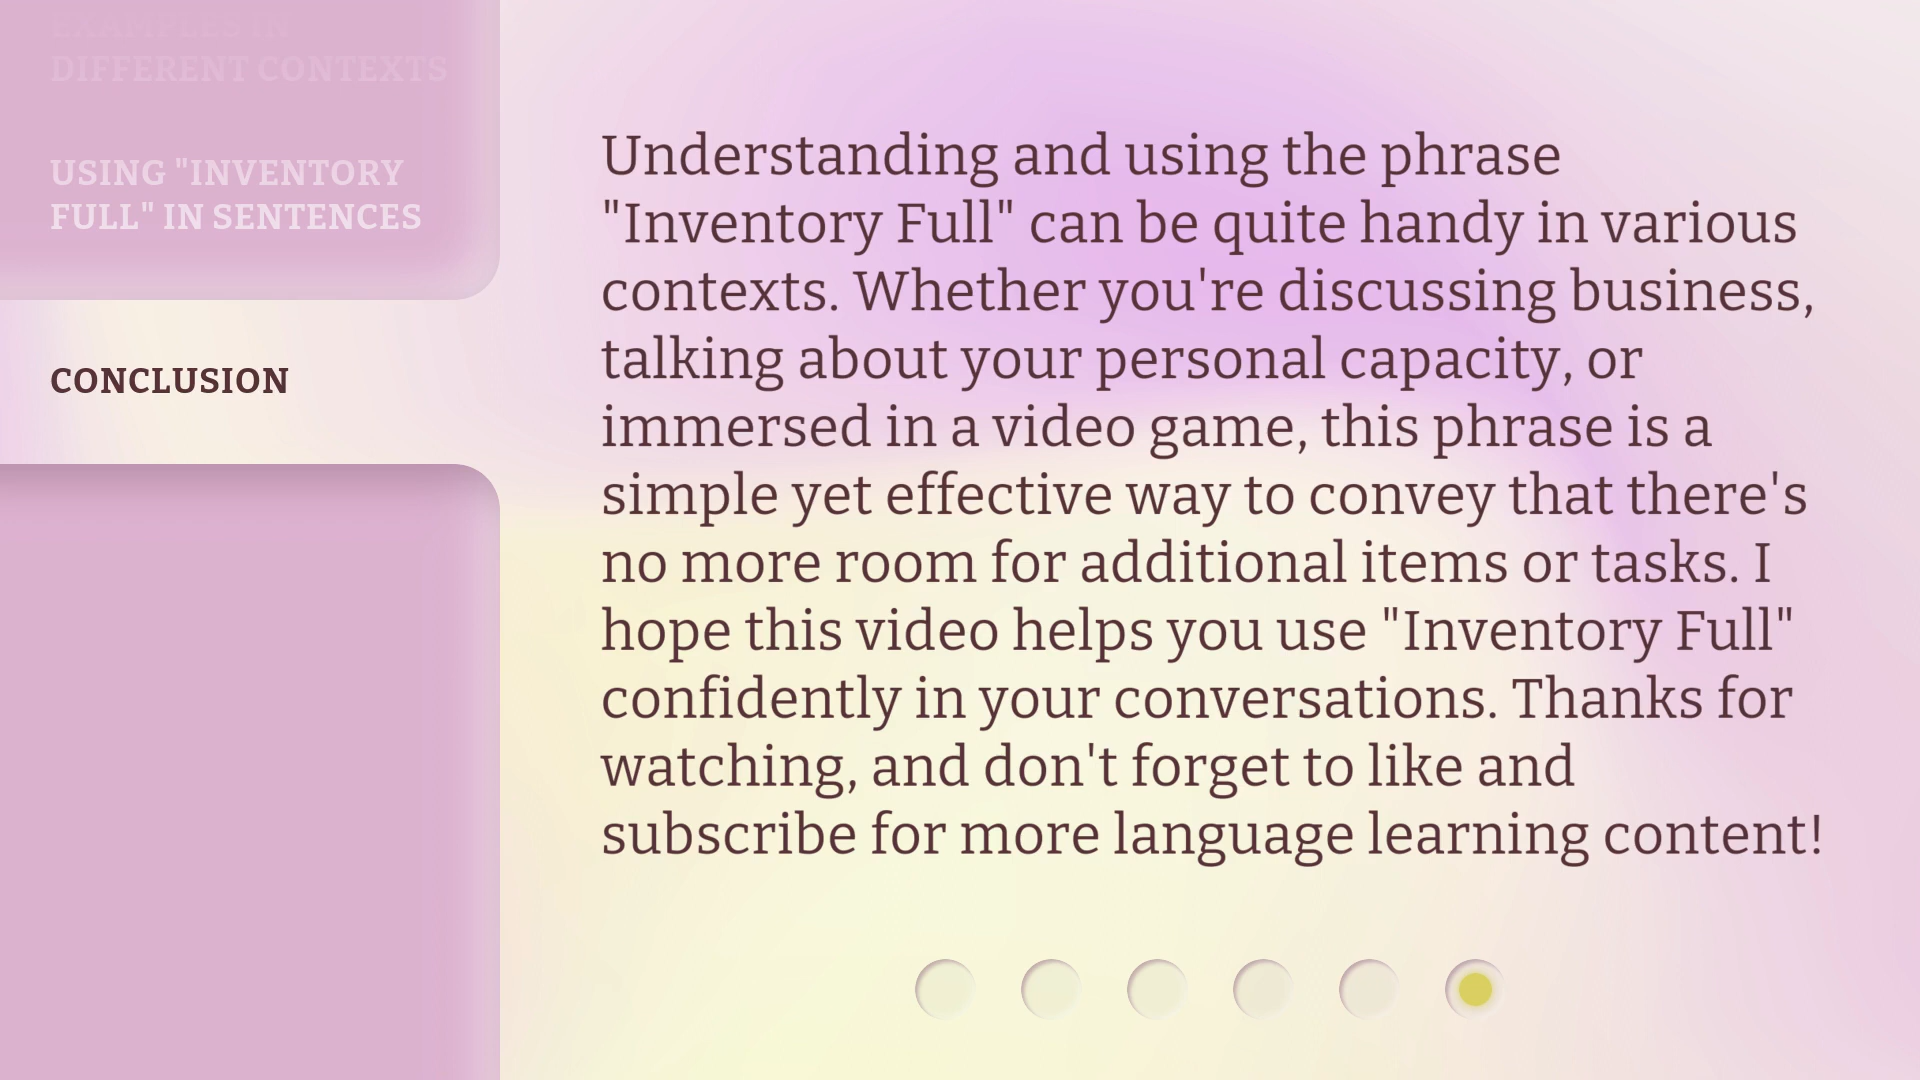 EXAMPLES IN
DIFFERENT CONTEXTS
USING "INVENTORY
FULL" IN SENTENCES
CONCLUSION
Understanding and using the phrase
"Inventory Full" can be quite handy in various
contexts. Whether you're discussing business,
talking about your personal capacity, or
immersed in a video game, this phrase is a
simple yet effective way to convey that there's
no more room for additional items or tasks. I
hope this video helps you use "Inventory Full"
confidently in your conversations. Thanks for
watching, and don't forget to like and
subscribe for more language learning content!